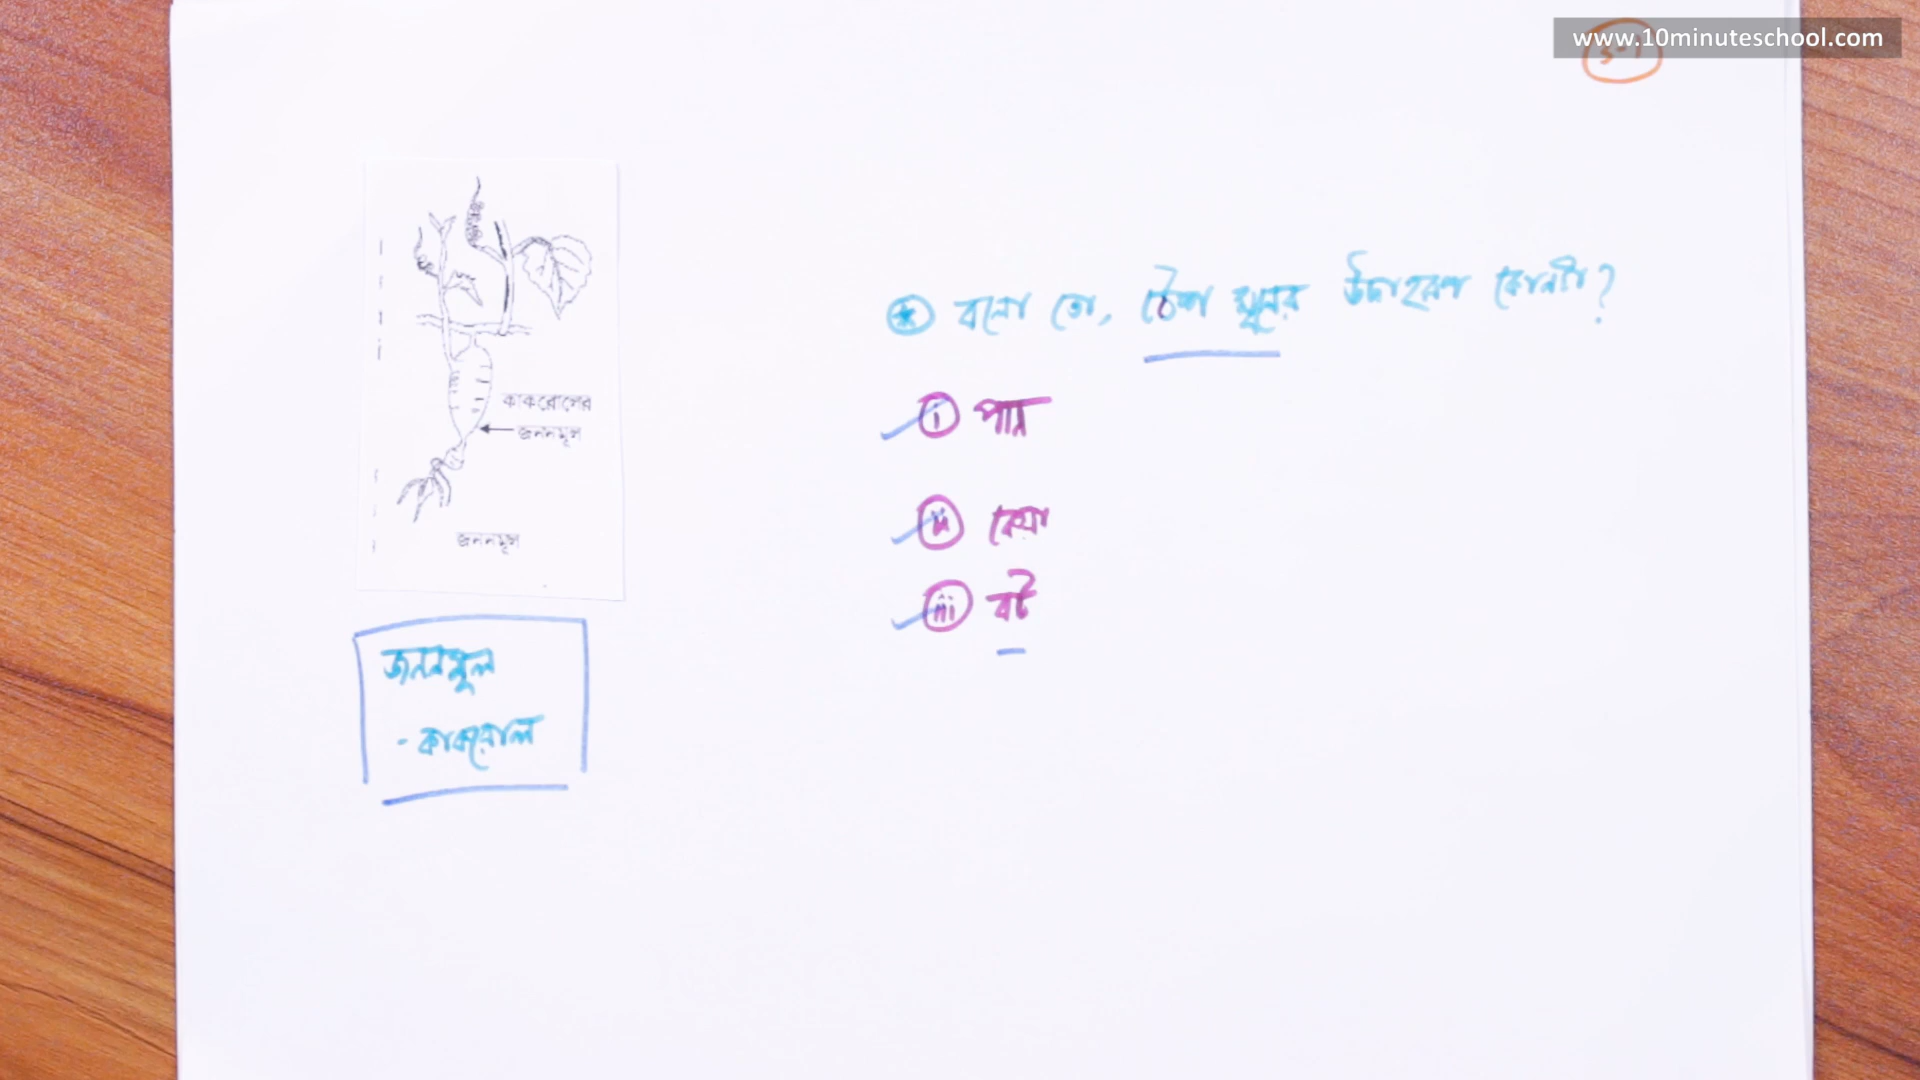 www.10minuteschool.com
কাকরোলের
জননমূল
জননমূল
জননমূল
- কাকরোল
বলো তো, ঠেশ মূলের উদাহরণ কোনটা?
i পান
ii কেয়া
iii বট